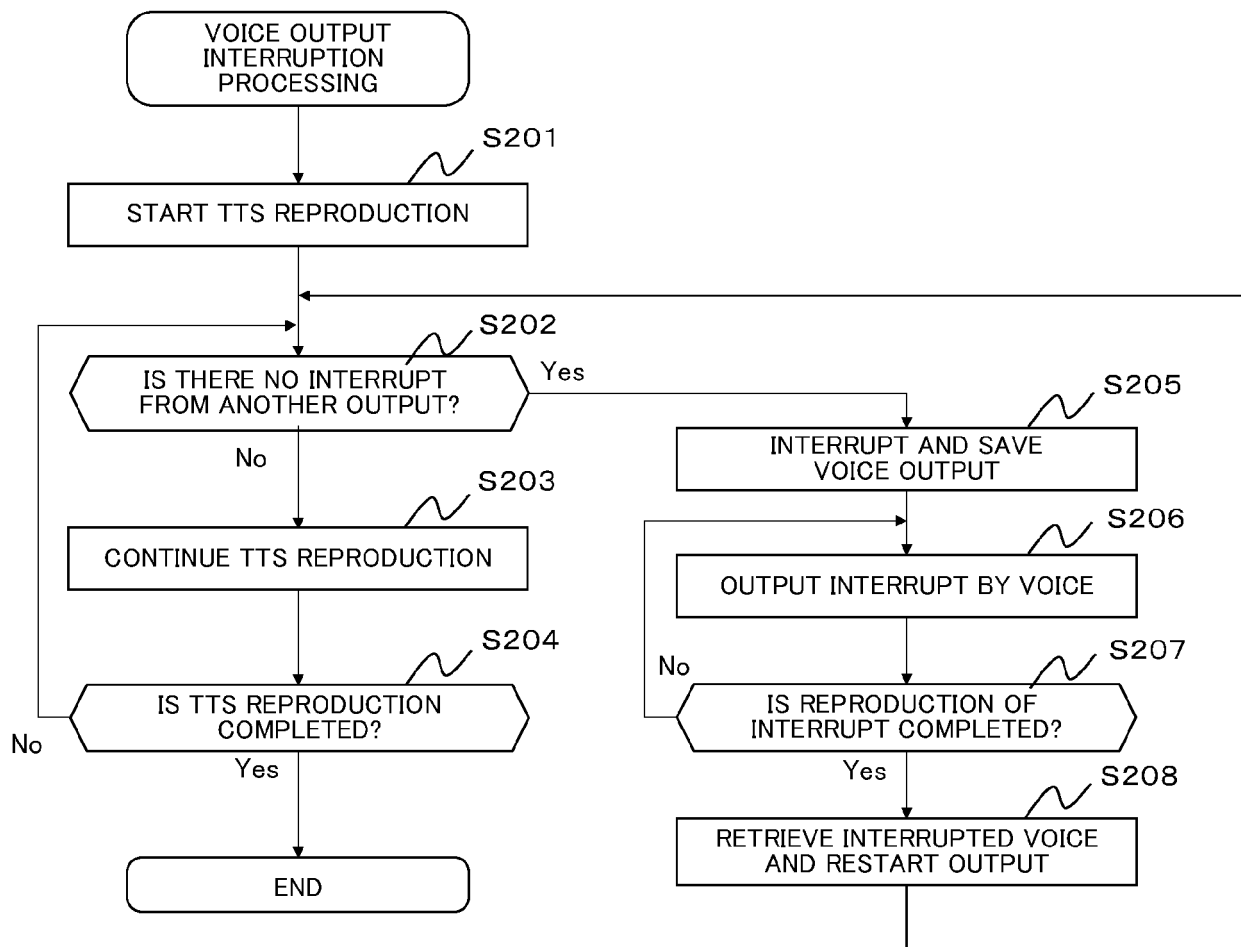 VOICE OUTPUT
INTERRUPTION
PROCESSING
S201
START TTS REPRODUCTION
S202
IS THERE NO INTERRUPT
FROM ANOTHER OUTPUT?
Yes
No
S203
CONTINUE TTS REPRODUCTION
S204
IS TTS REPRODUCTION
COMPLETED?
No
Yes
END
S205
INTERRUPT AND SAVE
VOICE OUTPUT
S206
OUTPUT INTERRUPT BY VOICE
S207
No
IS REPRODUCTION OF
INTERRUPT COMPLETED?
Yes
S208
RETRIEVE INTERRUPTED VOICE
AND RESTART OUTPUT